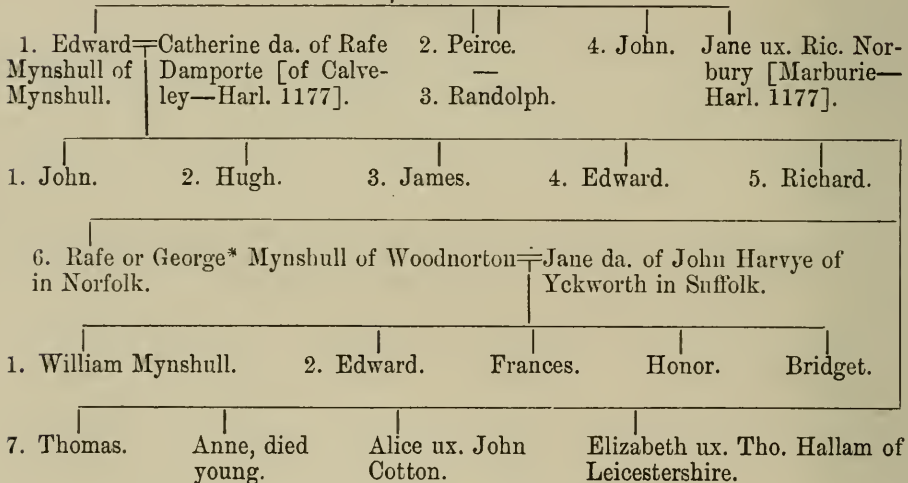 1. Edward Catherine da. of Rafe 2. Peirce. 4. John. Jane ux. Ric. Nor-
Mynshull of Damporte [of Calve- — bury [Marburie—
Mynshull. ley—Harl. 1177]. 3. Randolph. Harl. 1177].
1. John. 2. Hugh. 3. James. 4. Edward. 5. Richard.
6. Rafe or George* Mynshull of Woodnorton Jane da. of John Harvye of
in Norfolk. Yckworth in Suffolk.
1. William Mynshull. 2. Edward. Frances. Honor. Bridget.
7. Thomas. Anne, died Alice ux. John Elizabeth ux. Tho. Hallam of
young. Cotton. Leicestershire.